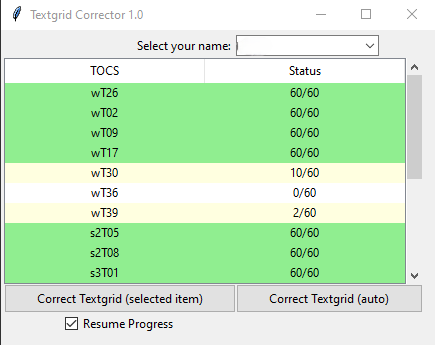 Textgrid Corrector 1.0
Select your name:
TOCS Status
wT26 60/60
wT02 60/60
wT09 60/60
wT17 60/60
wT30 10/60
wT36 0/60
wT39 2/60
s2T05 60/60
s2T08 60/60
s3T01 60/60
Correct Textgrid (selected item) Correct Textgrid (auto)
Resume Progress